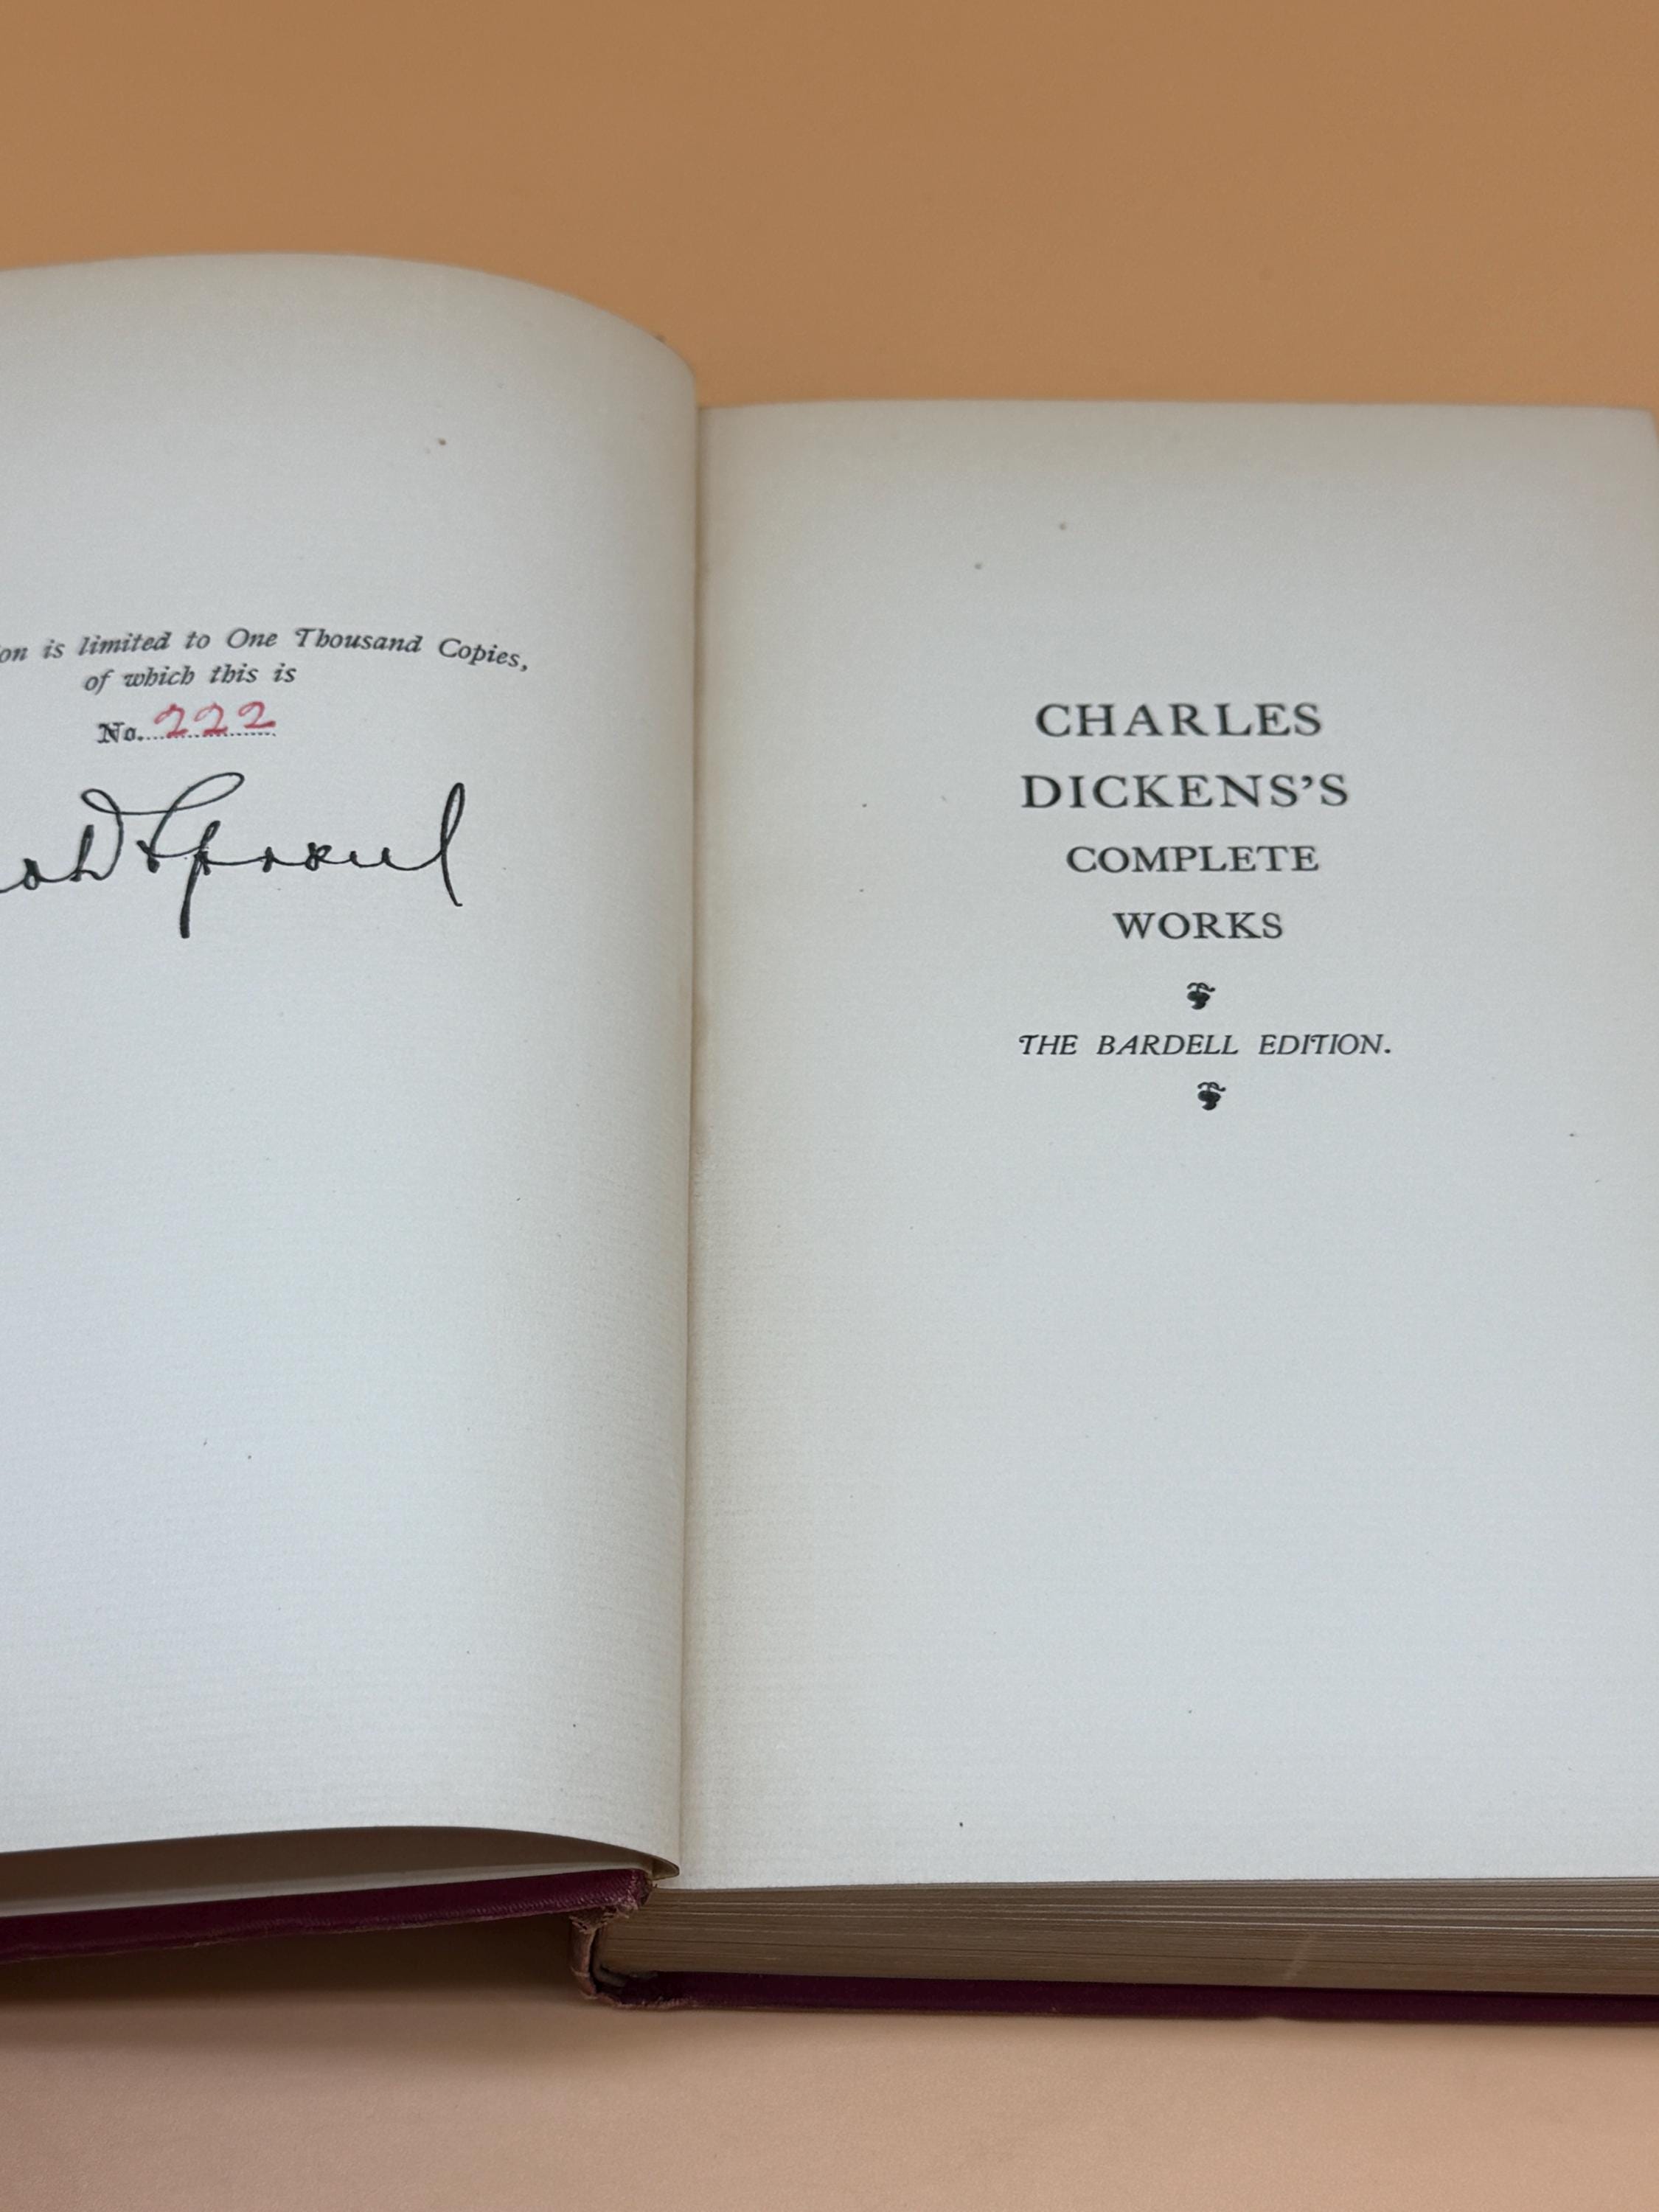 on is limited to One Thousand Copies,
of which this is
No. 222
Sproul
CHARLES
DICKENS'S
COMPLETE
WORKS
THE BARDELL EDITION.